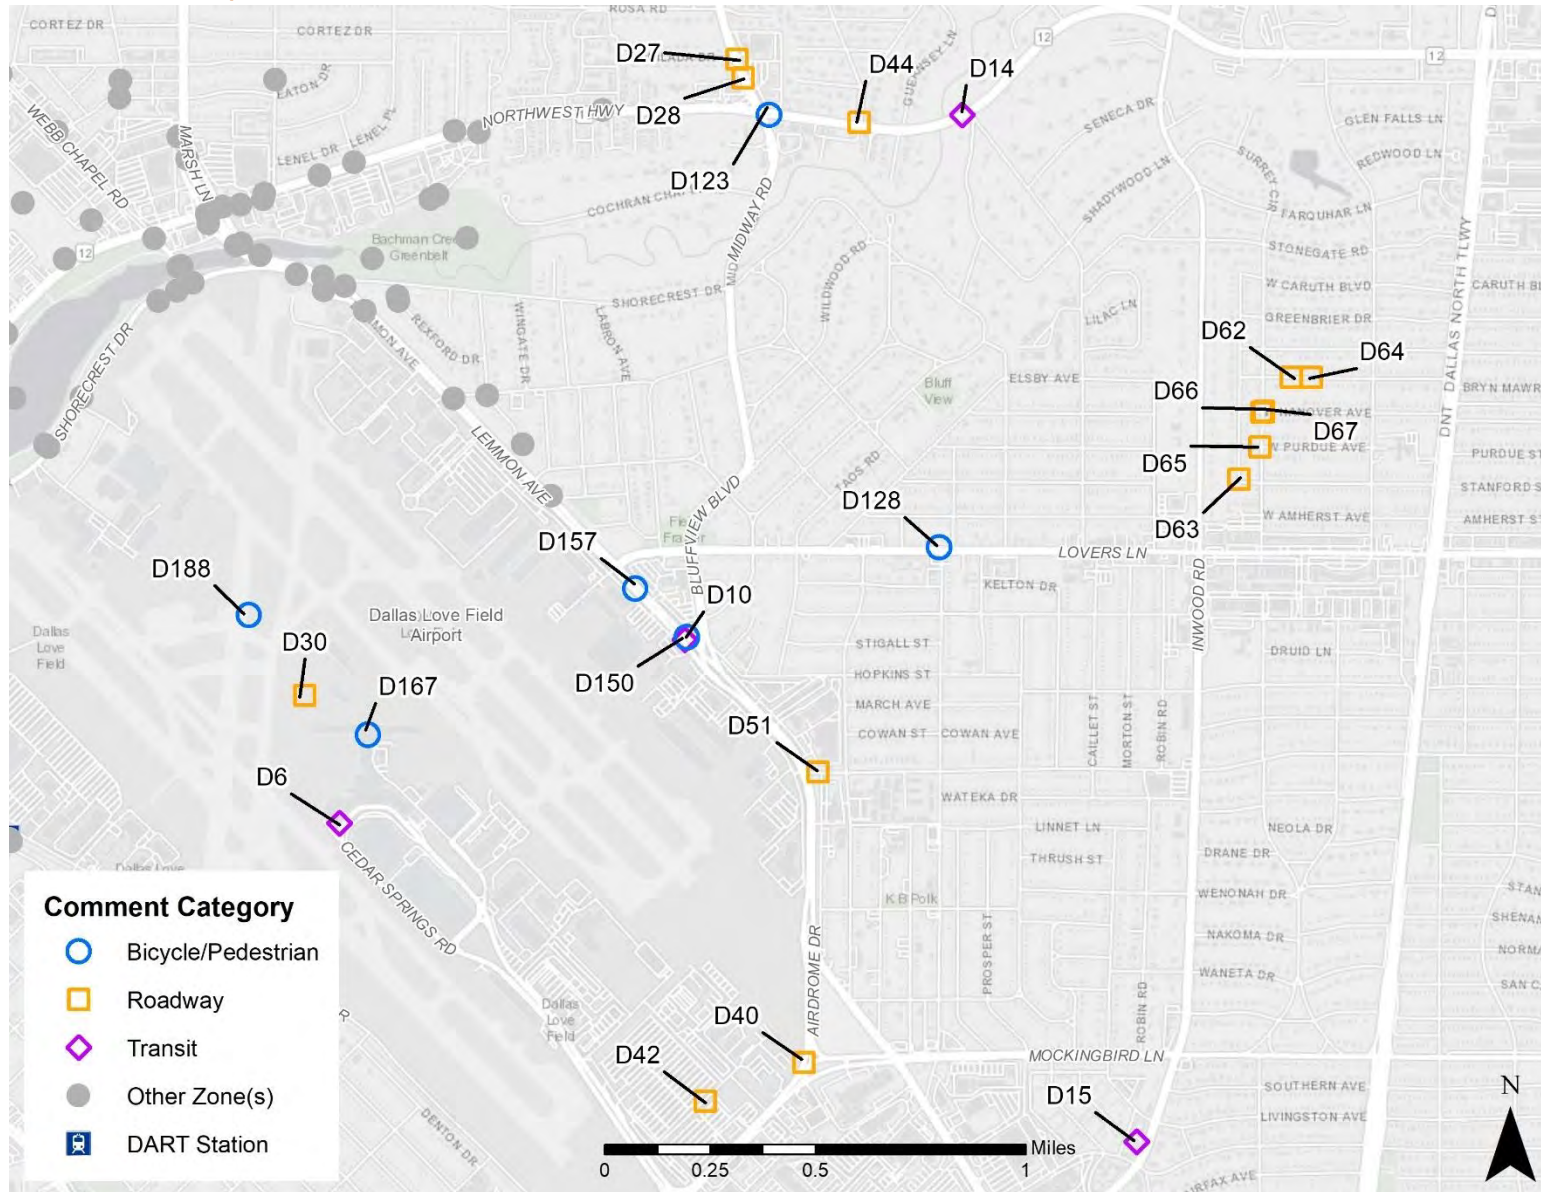 ROSA RD
CORTEZ DR
CORTEZ DR
D27
D28
D44
GUERNSEY LN
D14
12
12
EATON DR
WEBB CHAPEL RD
MARSH LN
LENEL DR
LENEL PL
NORTHWEST HWY
D123
SENECA DR
GLEN FALLS LN
REDWOOD LN
SURREY CIR
SHADYWOOD LN
FARQUHAR LN
STONEGATE RD
MIDWAY RD
12
Bachman Creek
Greenbelt
SHORECREST DR
WILDWOOD RD
LILAC LN
W CARUTH BLVD
GREENBRIER DR
DALLAS NORTH TLWY
DNT
SHORECREST DR
REXFORD DR
WINGATE DR
LABRON AVE
D62
D64
ELSBY AVE
Bluff
View
D66
D67
HANOVER AVE
D65
W PURDUE AVE
PURDUE ST
D63
W AMHERST AVE
LEMMON AVE
TAOS RD
BLUFFVIEW BLVD
D128
LOVERS LN
KELTON DR
INWOOD RD
D157
D10
D150
D188
D30
D167
Dallas Love Field
Airport
Dallas
Love
Field
STIGALL ST
HOPKINS ST
MARCH AVE
COWAN ST
COWAN AVE
DRUID LN
CAILLET ST
MORTON ST
ROBIN RD
D51
D6
CEDAR SPRINGS RD
WATEKA DR
LINNET LN
THRUSH ST
NEOLA DR
DRANE DR
WENONAH DR
NAKOMA DR
WANETA DR
K B Polk
PROSPER ST
ROBIN RD
AIRDROME DR
Dallas
Love
Field
D40
D42
MOCKINGBIRD LN
SOUTHERN AVE
LIVINGSTON AVE
D15
DENTON DR
Comment Category
Bicycle/Pedestrian
Roadway
Transit
Other Zone(s)
DART Station
0 0.25 0.5 1
Miles
N